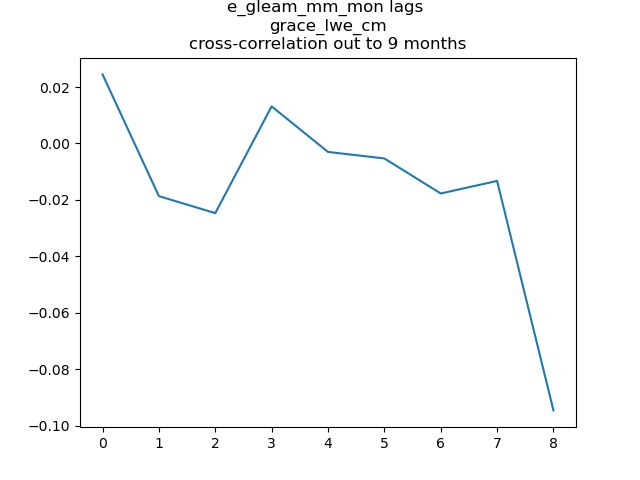 e_gleam_mm_mon lags
grace_lwe_cm
cross-correlation out to 9 months
0.02
0.00
−0.02
−0.04
−0.06
−0.08
−0.10
0 1 2 3 4 5 6 7 8